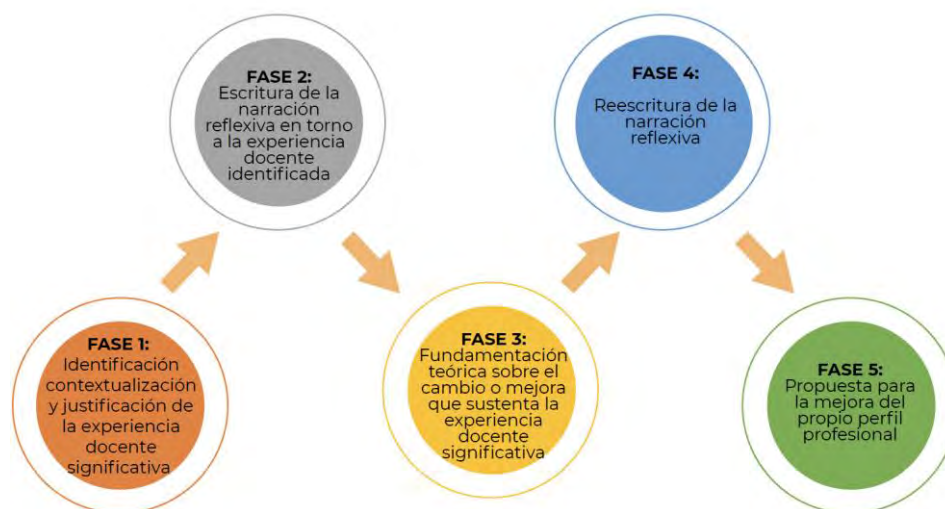 FASE 1:
Identificación
contextualización
y justificación de
la experiencia
docente
significativa
FASE 2:
Escritura de la
narración
reflexiva en torno
a la experiencia
docente
identificada
FASE 3:
Fundamentación
teórica sobre el
cambio o mejora
que sustenta la
experiencia
docente
significativa
FASE 4:
Reescritura de la
narración
reflexiva
FASE 5:
Propuesta para
la mejora del
propio perfil
profesional